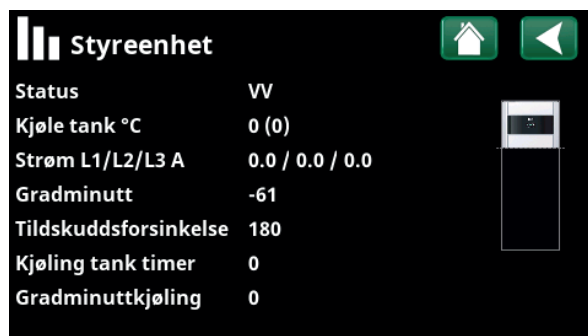 Styreenhet
Status VV
Kjøle tank °C 0 (0)
Strøm L1/L2/L3 A 0.0 / 0.0 / 0.0
Gradminutt -61
Tildskuddsforsinkelse 180
Kjøling tank timer 0
Gradminuttkjøling 0